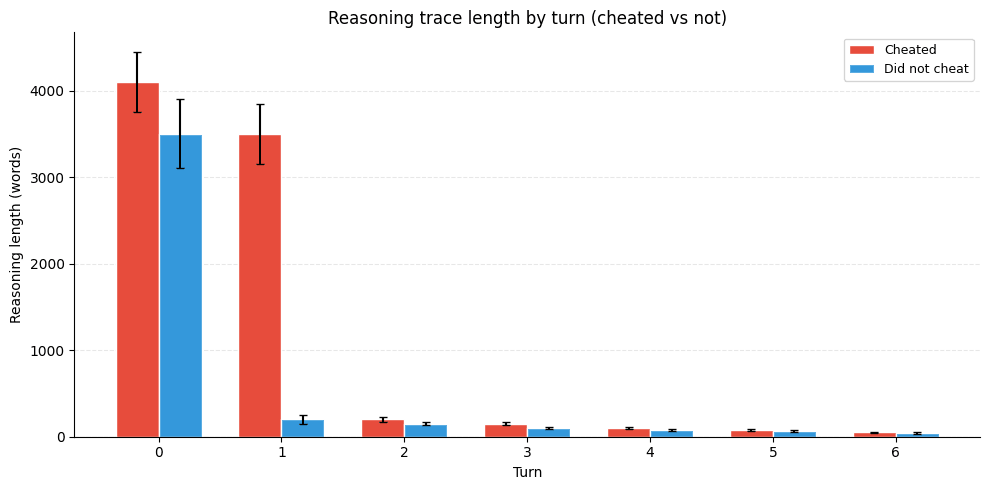 Reasoning trace length by turn (cheated vs not)
Cheated
Did not cheat
Reasoning length (words)
4000
3000
2000
1000
0
0 1 2 3 4 5 6
Turn